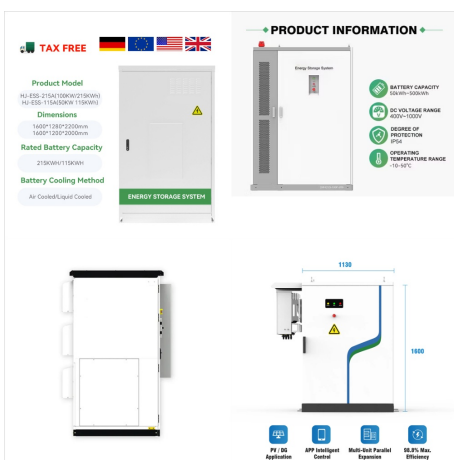 TAX FREE
Product Model
HJ-ESS-215A(100KW/215KWh)
HJ-ESS-115A(50KW 115KWh)
Dimensions
1600*1280*2200mm
1600*1200*2000mm
Rated Battery Capacity
215KWH/115KWH
Battery Cooling Method
Air Cooled/Liquid Cooled
ENERGY STORAGE SYSTEM
PRODUCT INFORMATION
Energy Storage System
BATTERY CAPACITY
50kWh~500kWh
DC VOLTAGE RANGE
400V~1000V
DEGREE OF
PROTECTION
IP54
OPERATING
TEMPERATURE RANGE
-10-50°C
1130
1600
PV / DG
Application
APP Intelligent
Control
Multi-Unit Parallel
Expansion
98.8% Max.
Efficiency